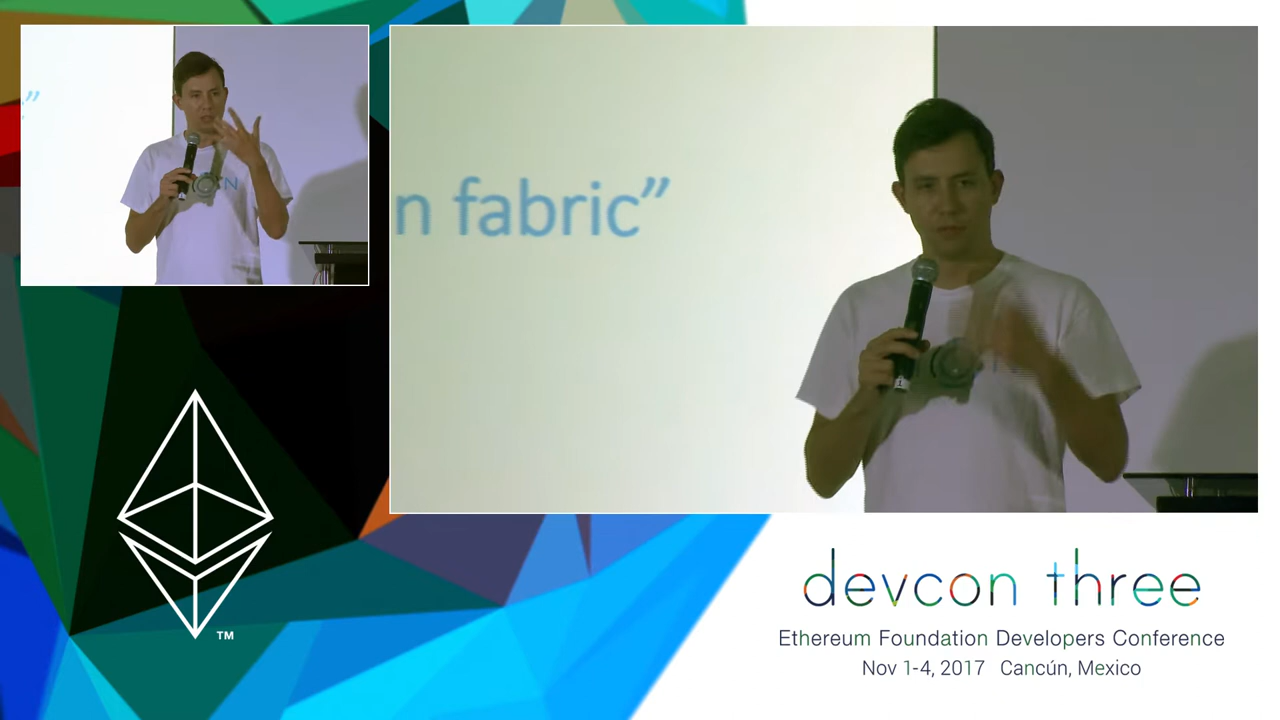 n fabric”
”
N
TM
devcon three
Ethereum Foundation Developers Conference
Nov 1-4, 2017 Cancún, Mexico